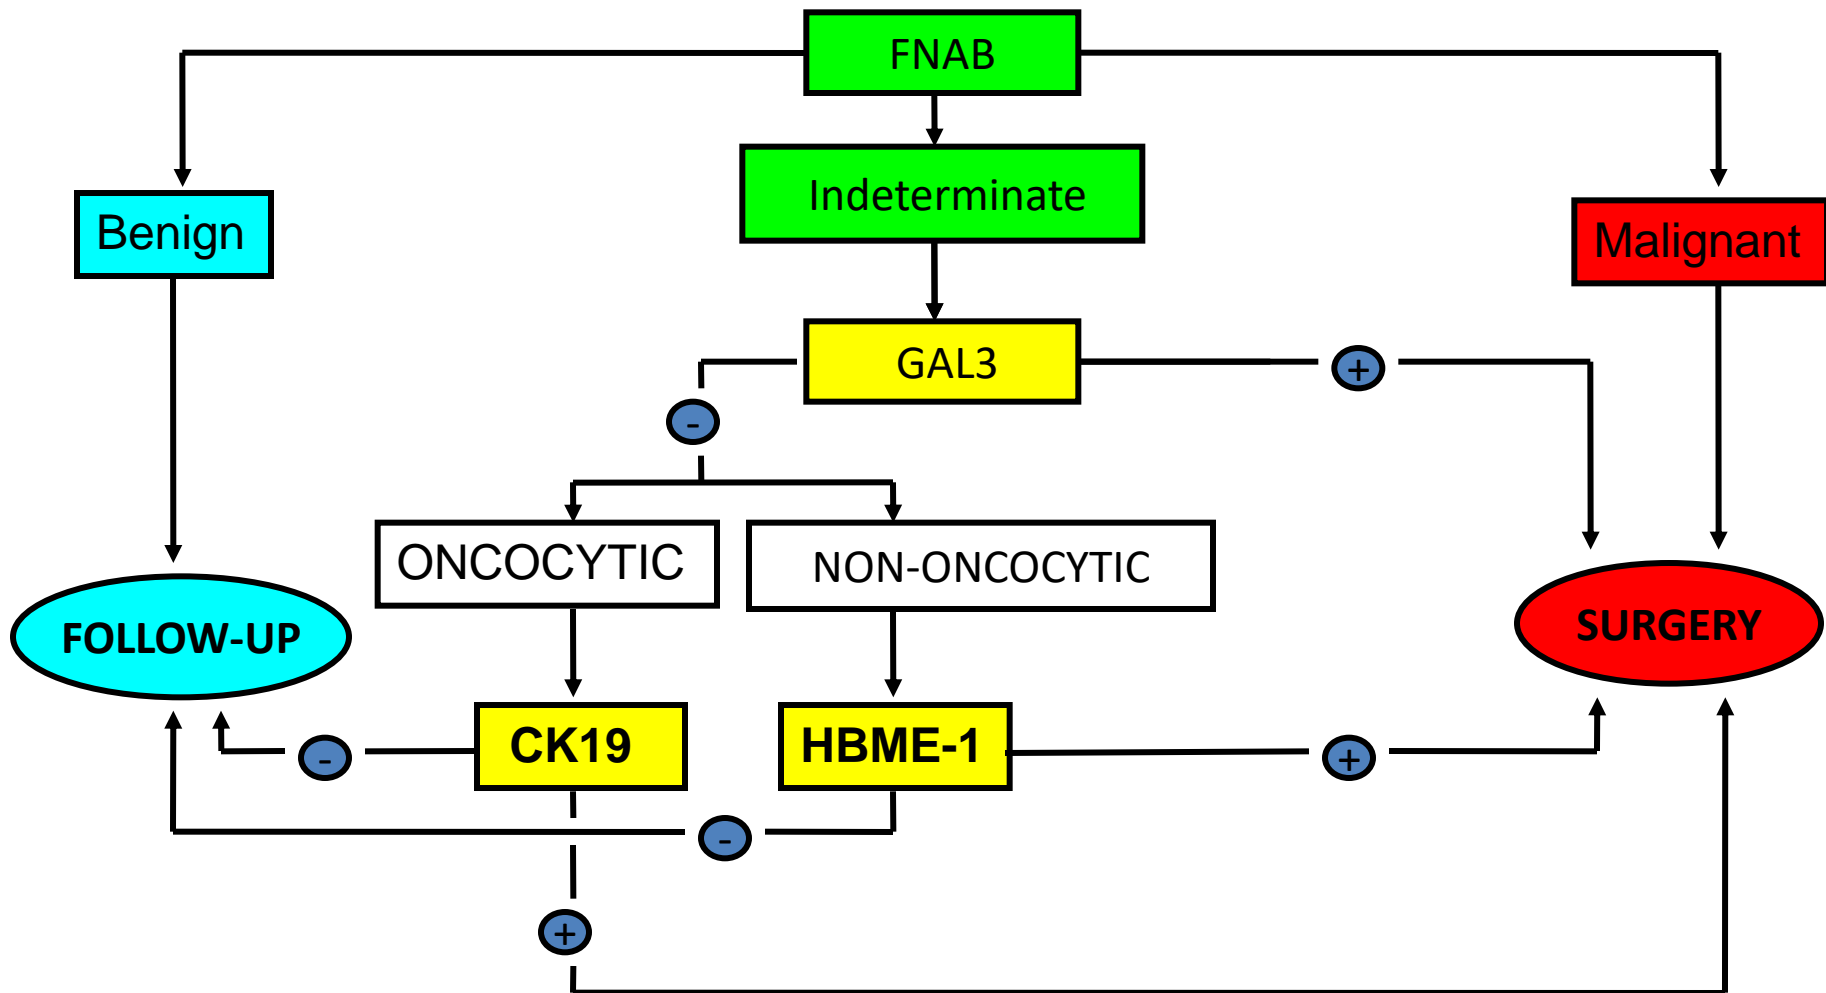 FNAB
Indeterminate
Benign
Malignant
GAL3
+
-
ONCOCYTIC
NON-ONCOCYTIC
FOLLOW-UP
SURGERY
CK19
HBME-1
-
+
-
+